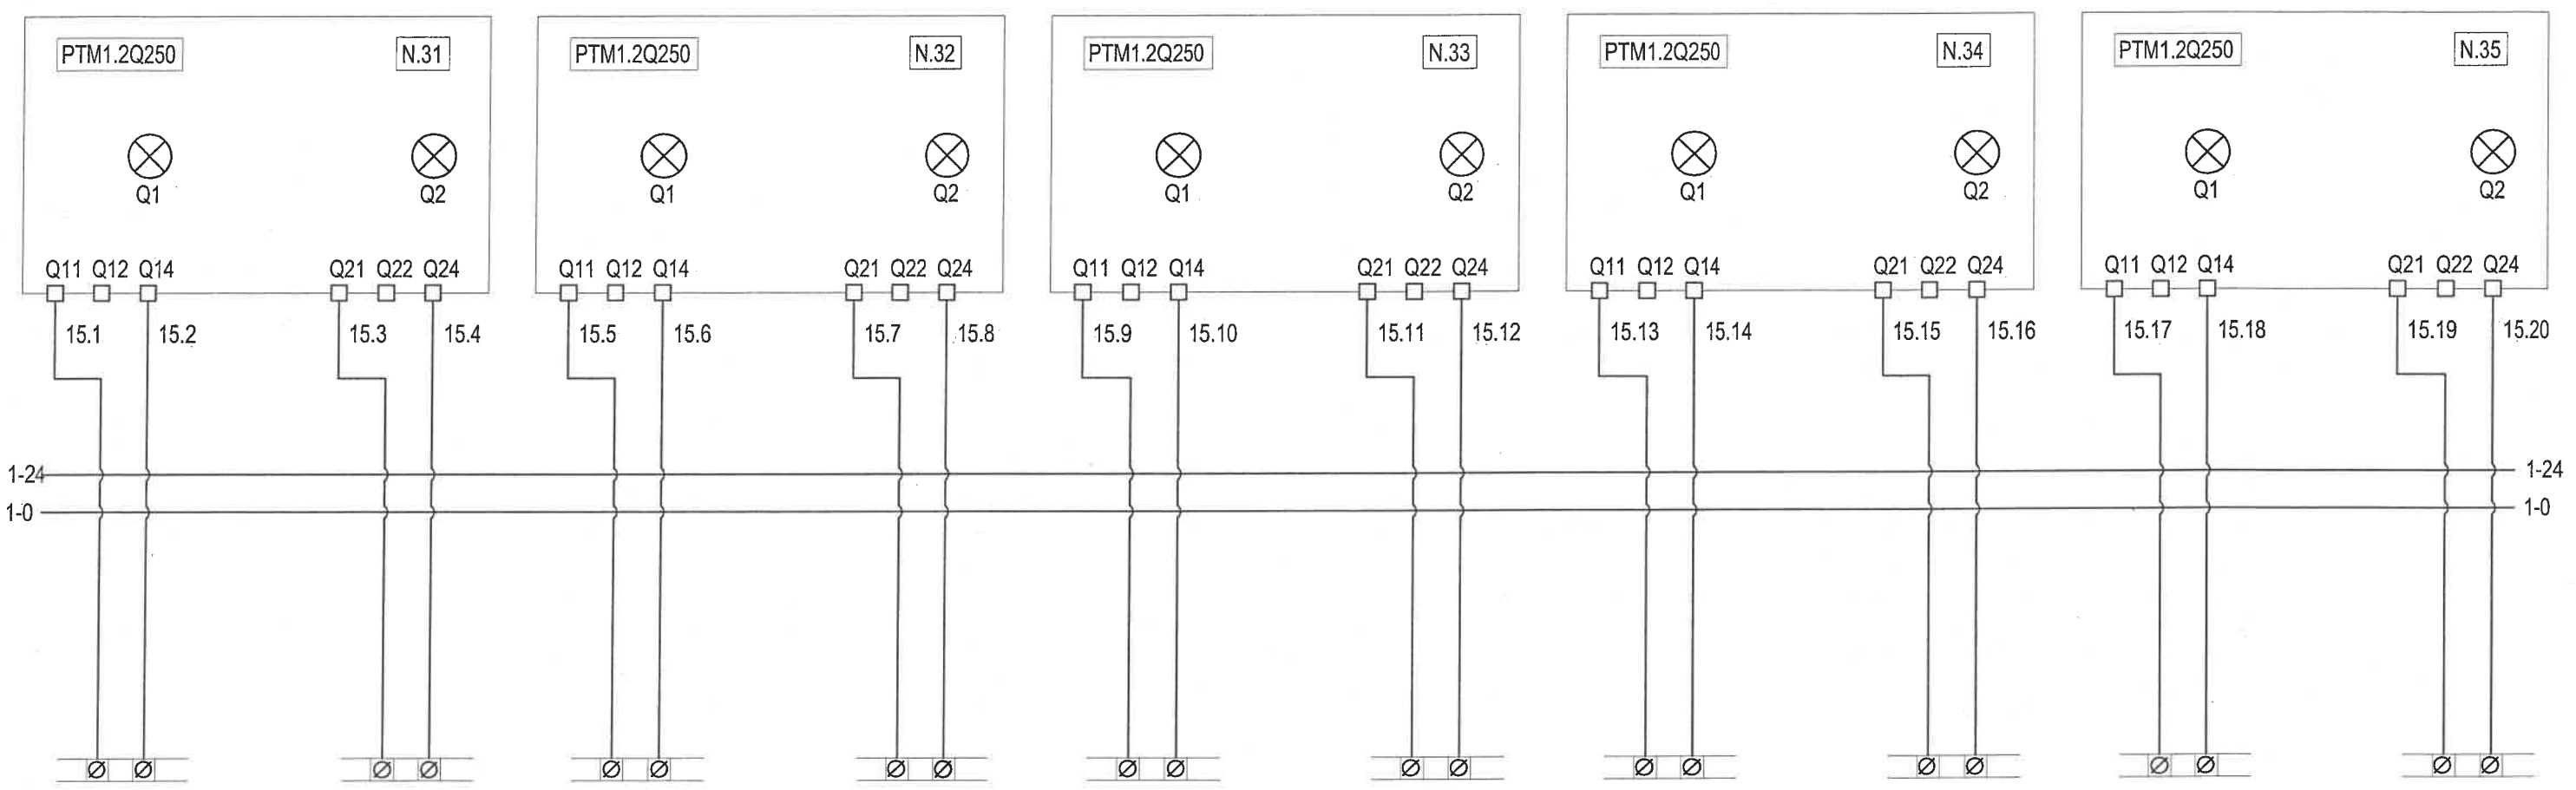 PTM1.2Q250 N.31 PTM1.2Q250 N.32 PTM1.2Q250 N.33 PTM1.2Q250 N.34 PTM1.2Q250 N.35
Q1 Q2 Q1 Q2 Q1 Q2 Q1 Q2 Q1 Q2
Q11 Q12 Q14 Q21 Q22 Q24 Q11 Q12 Q14 Q21 Q22 Q24 Q11 Q12 Q14 Q21 Q22 Q24 Q11 Q12 Q14 Q21 Q22 Q24 Q11 Q12 Q14 Q21 Q22 Q24
15.1 15.2 15.3 15.4 15.5 15.6 15.7 15.8 15.9 15.10 15.11 15.12 15.13 15.14 15.15 15.16 15.17 15.18 15.19 15.20
1-24 1-24
1-0 1-0